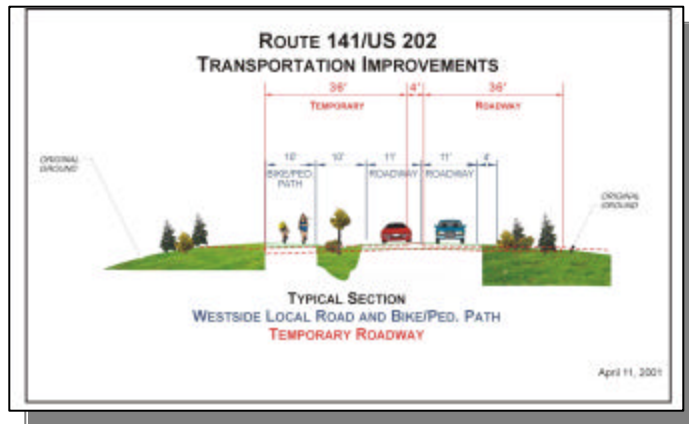 ROUTE 141/US 202
TRANSPORTATION IMPROVEMENTS
36' 4' 36'
TEMPORARY ROADWAY
10' 10' 11' 11' 4'
BIKE/PED. ROADWAY ROADWAY
PATH
ORIGINAL
GROUND
ORIGINAL
GROUND
TYPICAL SECTION
WESTSIDE LOCAL ROAD AND BIKE/PED. PATH
TEMPORARY ROADWAY
April 11, 2001